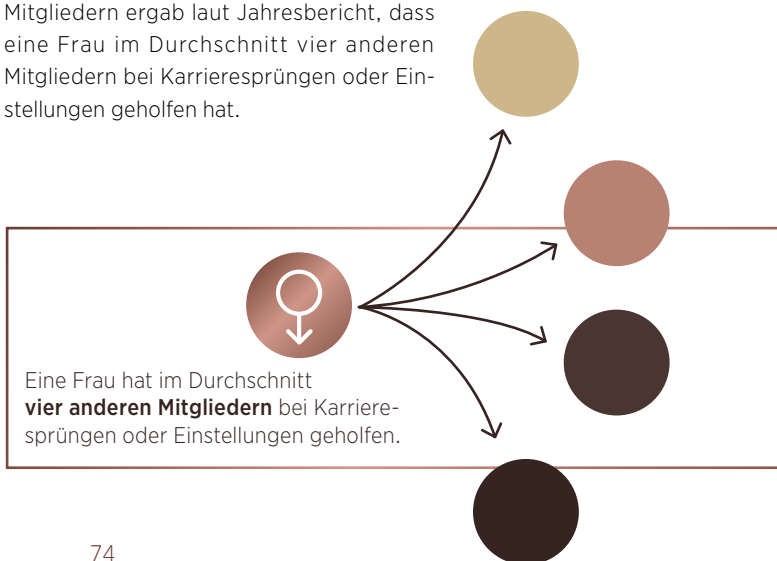 Mitgliedern ergab laut Jahresbericht, dass
eine Frau im Durchschnitt vier anderen
Mitgliedern bei Karrieresprüngen oder Ein-
stellungen geholfen hat.
Eine Frau hat im Durchschnitt
vier anderen Mitgliedern bei Karriere-
sprüngen oder Einstellungen geholfen.
74